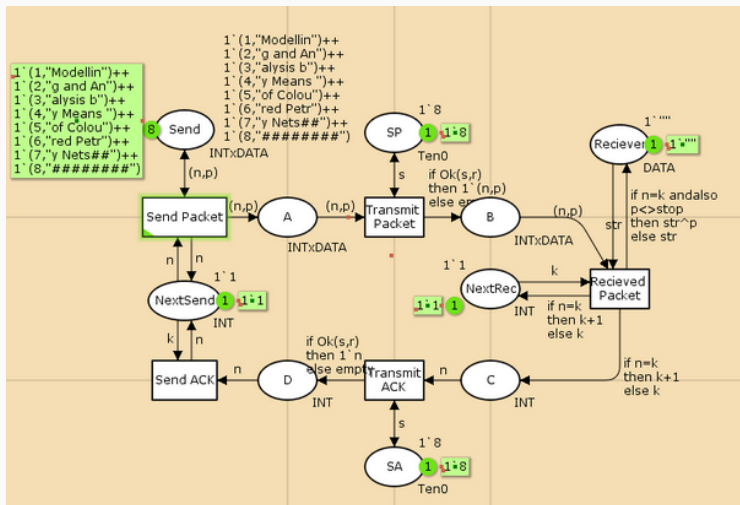 1`(1,"Modellin")++
1`(2,"g and An")++
1`(3,"alysis b")++
1`(4,"y Means ")++
1`(5,"of Colou")++
1`(6,"red Petr")++
1`(7,"y Nets##")++
1`(8,"########")
8
Send
INTxDATA
1`(1,"Modellin")++
1`(2,"g and An")++
1`(3,"alysis b")++
1`(4,"y Means ")++
1`(5,"of Colou")++
1`(6,"red Petr")++
1`(7,"y Nets##")++
1`(8,"########")
1`8
SP
1
1`8
Ten0
1`""
Reciever
1
1`""
DATA
(n,p)
s
if Ok(s,r)
then 1`(n,p)
else empty
if n=k andalso
p<>stop
then str^p
else str
str
Send Packet
(n,p)
A
INTxDATA
(n,p)
Transmit
Packet
B
INTxDATA
(n,p)
n
n
1`1
NextSend
1
1`1
INT
1`1
NextRec
1`1
1
INT
k
if n=k
then k+1
else k
Recieved
Packet
k
n
if Ok(s,r)
then 1`n
else empty
if n=k
then k+1
else k
Send ACK
n
D
INT
Transmit
ACK
n
C
INT
s
1`8
SA
1
1`8
Ten0